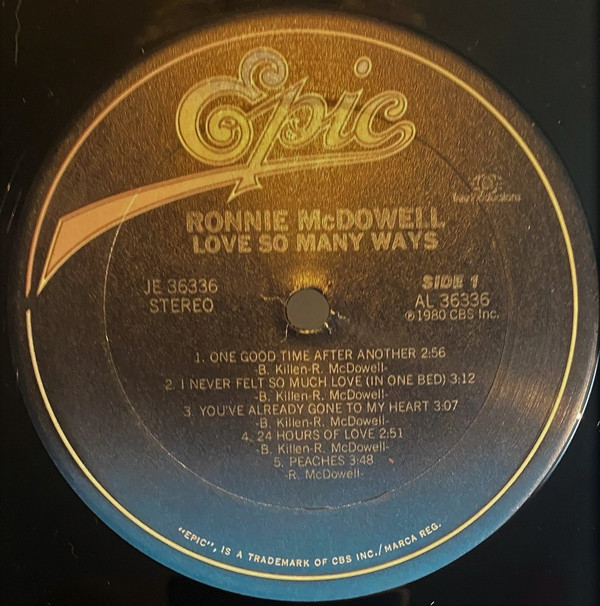 Epic
RONNIE McDOWELL
LOVE SO MANY WAYS
JE 36336
STEREO
SIDE 1
AL 36336
℗1980 CBS Inc.
1. ONE GOOD TIME AFTER ANOTHER 2:56
-B. Killen-R. McDowell-
2. I NEVER FELT SO MUCH LOVE (IN ONE BED) 3:12
-B. Killen-R. McDowell-
3. YOU'VE ALREADY GONE TO MY HEART 3:07
-B. Killen-R. McDowell-
4. 24 HOURS OF LOVE 2:51
-B. Killen-R. McDowell-
5. PEACHES 3:48
-R. McDowell-
"EPIC", IS A TRADEMARK OF CBS INC./MARCA REG.